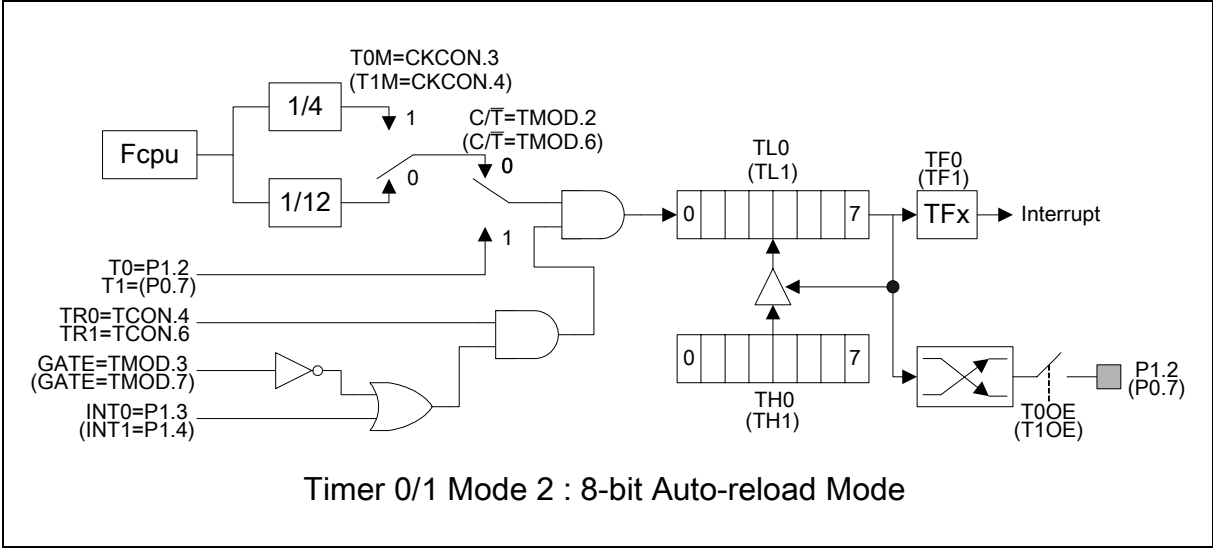 T0M=CKCON.3
(T1M=CKCON.4)
1/4
1
C/T̅=TMOD.2
(C/T̅=TMOD.6)
Fcpu
0
0
1/12
1
TL0
(TL1)
0
7
TF0
(TF1)
TFx
Interrupt
T0=P1.2
T1=(P0.7)
TR0=TCON.4
TR1=TCON.6
GATE=TMOD.3
(GATE=TMOD.7)
INT0=P1.3
(INT1=P1.4)
0
7
TH0
(TH1)
P1.2
(P0.7)
T0OE
(T1OE)
Timer 0/1 Mode 2 : 8-bit Auto-reload Mode